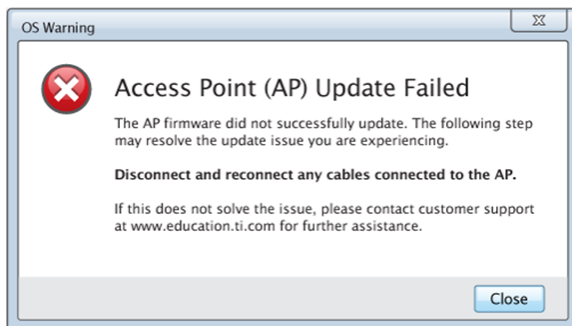 OS Warning
Access Point (AP) Update Failed
The AP firmware did not successfully update. The following step
may resolve the update issue you are experiencing.
Disconnect and reconnect any cables connected to the AP.
If this does not solve the issue, please contact customer support
at www.education.ti.com for further assistance.
Close